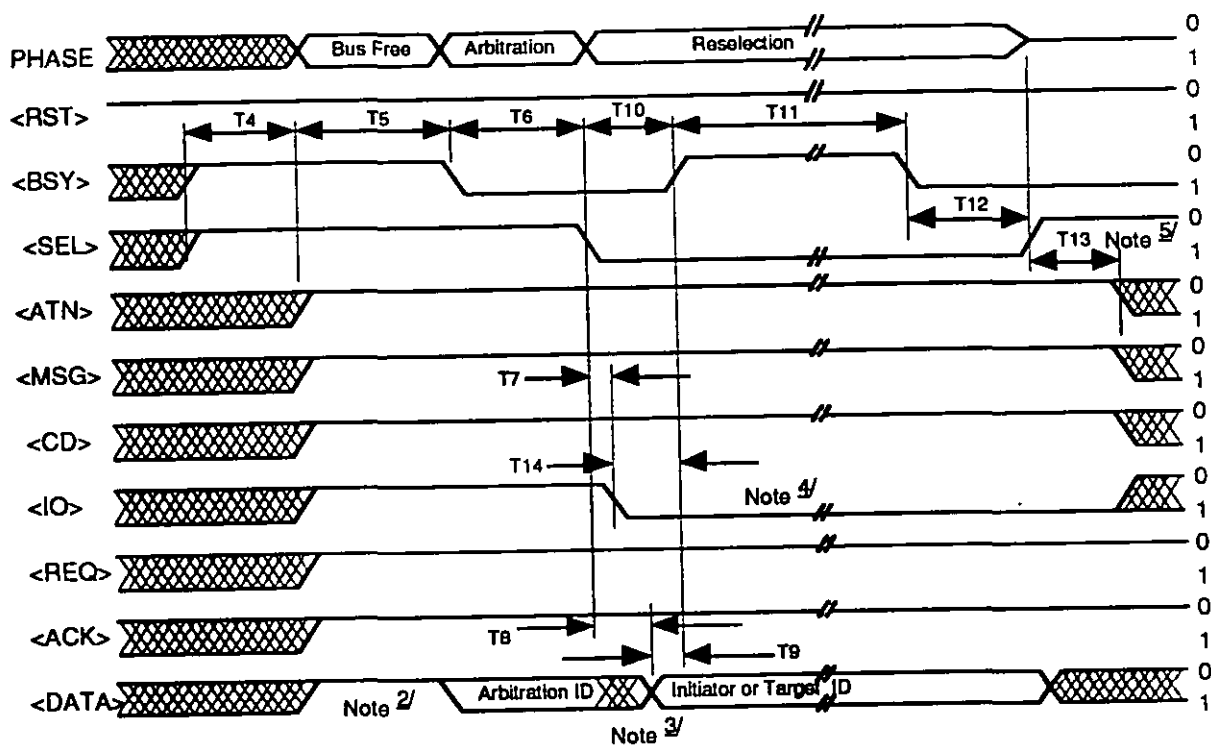 PHASE Bus Free Arbitration Reselection 0
1
<RST> 0
T4 T5 T6 T10 T11 1
<BSY> 0
1
T12
<SEL> 0
T13 Note 5/ 1
<ATN> 0
1
<MSG> 0
T7 1
<CD> 0
1
T14
<IO> Note 4/ 0
1
<REQ> 0
1
<ACK> 0
T8 1
T9
<DATA> Arbitration ID Initiator or Target ID 0
Note 2/ 1
Note 3/